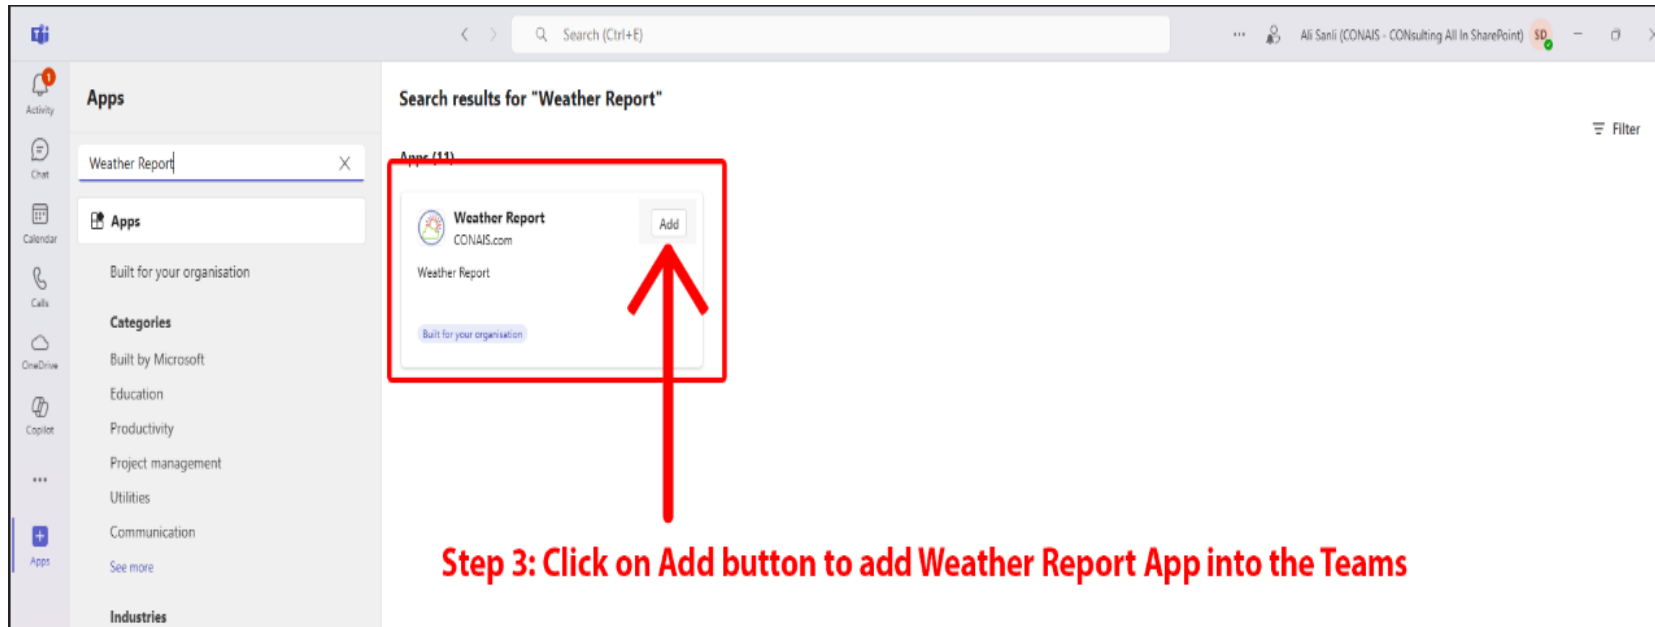 Search (Ctrl+E)
Ali Sanli (CONAIS - CONsulting All In SharePoint)
SD
1
Activity
Chat
Calendar
Calls
OneDrive
Copilot
Apps
Apps
Weather Report
Apps
Built for your organisation
Categories
Built by Microsoft
Education
Productivity
Project management
Utilities
Communication
See more
Industries
Search results for "Weather Report"
Filter
Apps (11)
Weather Report
CONAIS.com
Add
Weather Report
Built for your organisation
Step 3: Click on Add button to add Weather Report App into the Teams